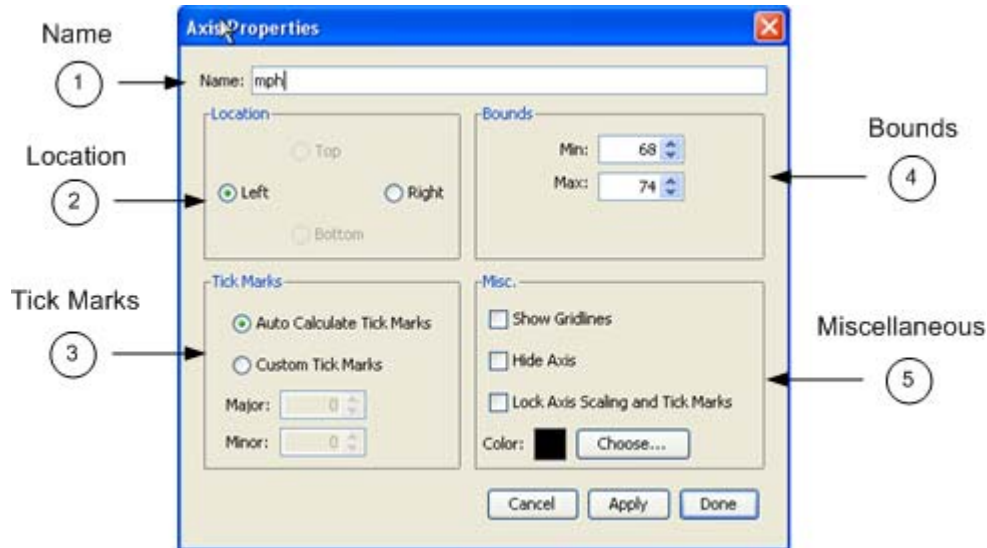 Axis Properties
Name
1
Name: mph
Location
2
Location
Top
Left
Right
Bottom
Bounds
Min: 68
Max: 74
Bounds
4
Tick Marks
3
Tick Marks
Auto Calculate Tick Marks
Custom Tick Marks
Major: 0
Minor: 0
Misc.
Show Gridlines
Hide Axis
Lock Axis Scaling and Tick Marks
Color: Choose...
Miscellaneous
5
Cancel Apply Done